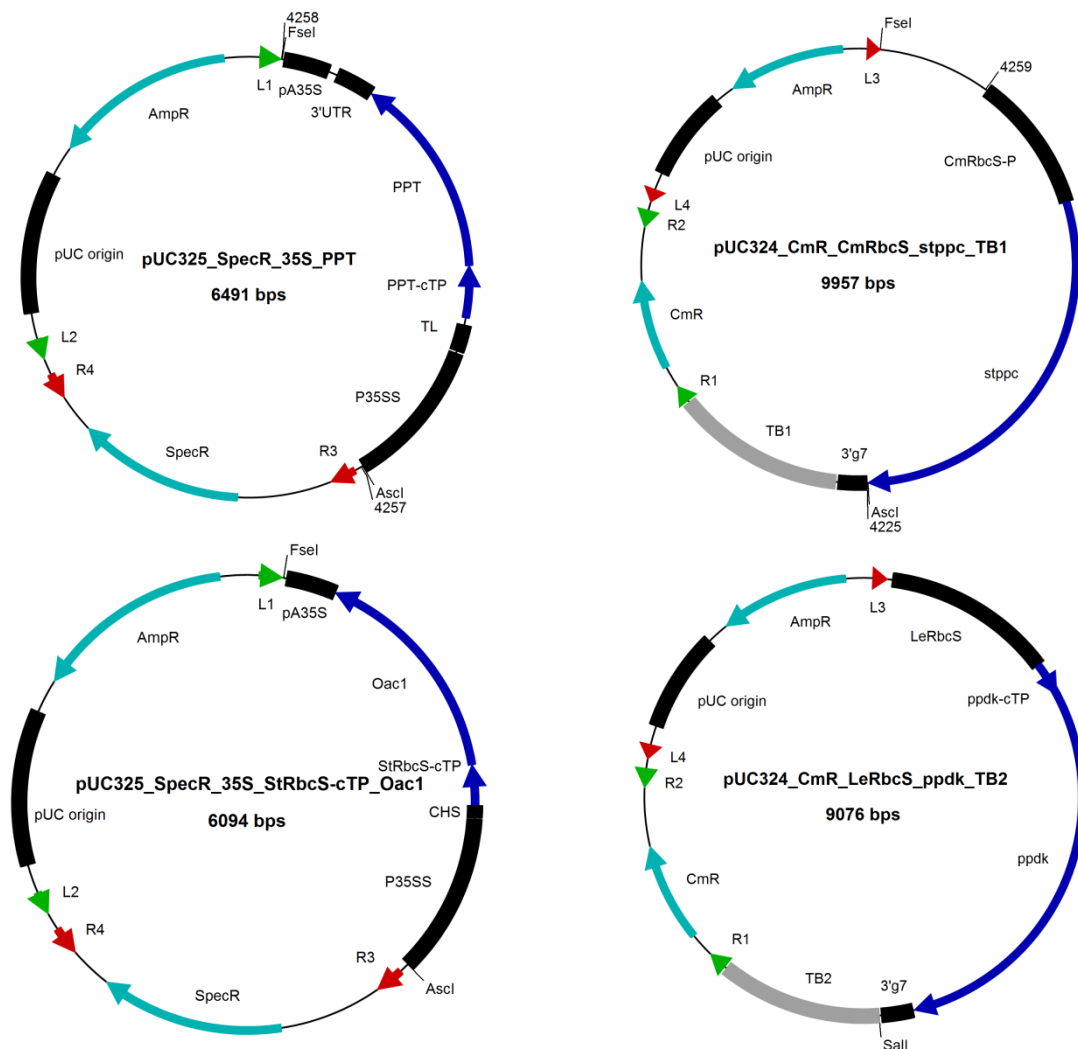 4258
FseI
L1
pA35S
3'UTR
AmpR
PPT
pUC origin
pUC325_SpecR_35S_PPT
6491 bps
PPT-cTP
TL
L2
R4
P35SS
SpecR
R3
AscI
4257
FseI
L3
4259
AmpR
CmRbcS-P
pUC origin
L4
R2
pUC324_CmR_CmRbcS_stppc_TB1
9957 bps
CmR
R1
stppc
TB1
3'g7
AscI
4225
FseI
L1
pA35S
AmpR
Oac1
StRbcS-cTP
pUC325_SpecR_35S_StRbcS-cTP_Oac1
6094 bps
pUC origin
CHS
P35SS
L2
R4
R3
AscI
SpecR
L3
AmpR
LeRbcS
ppdk-cTP
pUC origin
L4
R2
pUC324_CmR_LeRbcS_ppdk_TB2
9076 bps
ppdk
CmR
R1
TB2
3'g7
SalI